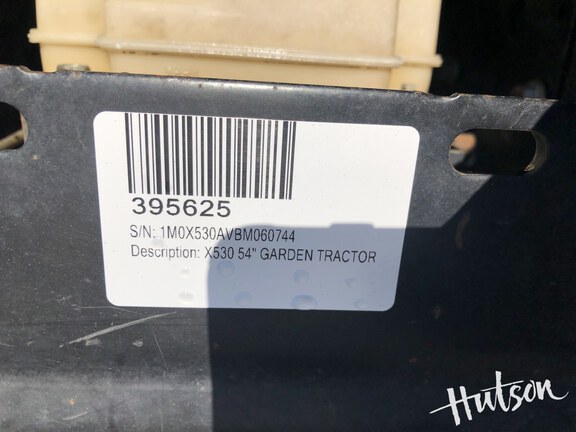 395625
S/N: 1M0X530AVBM060744
Description: X530 54" GARDEN TRACTOR
Hutson